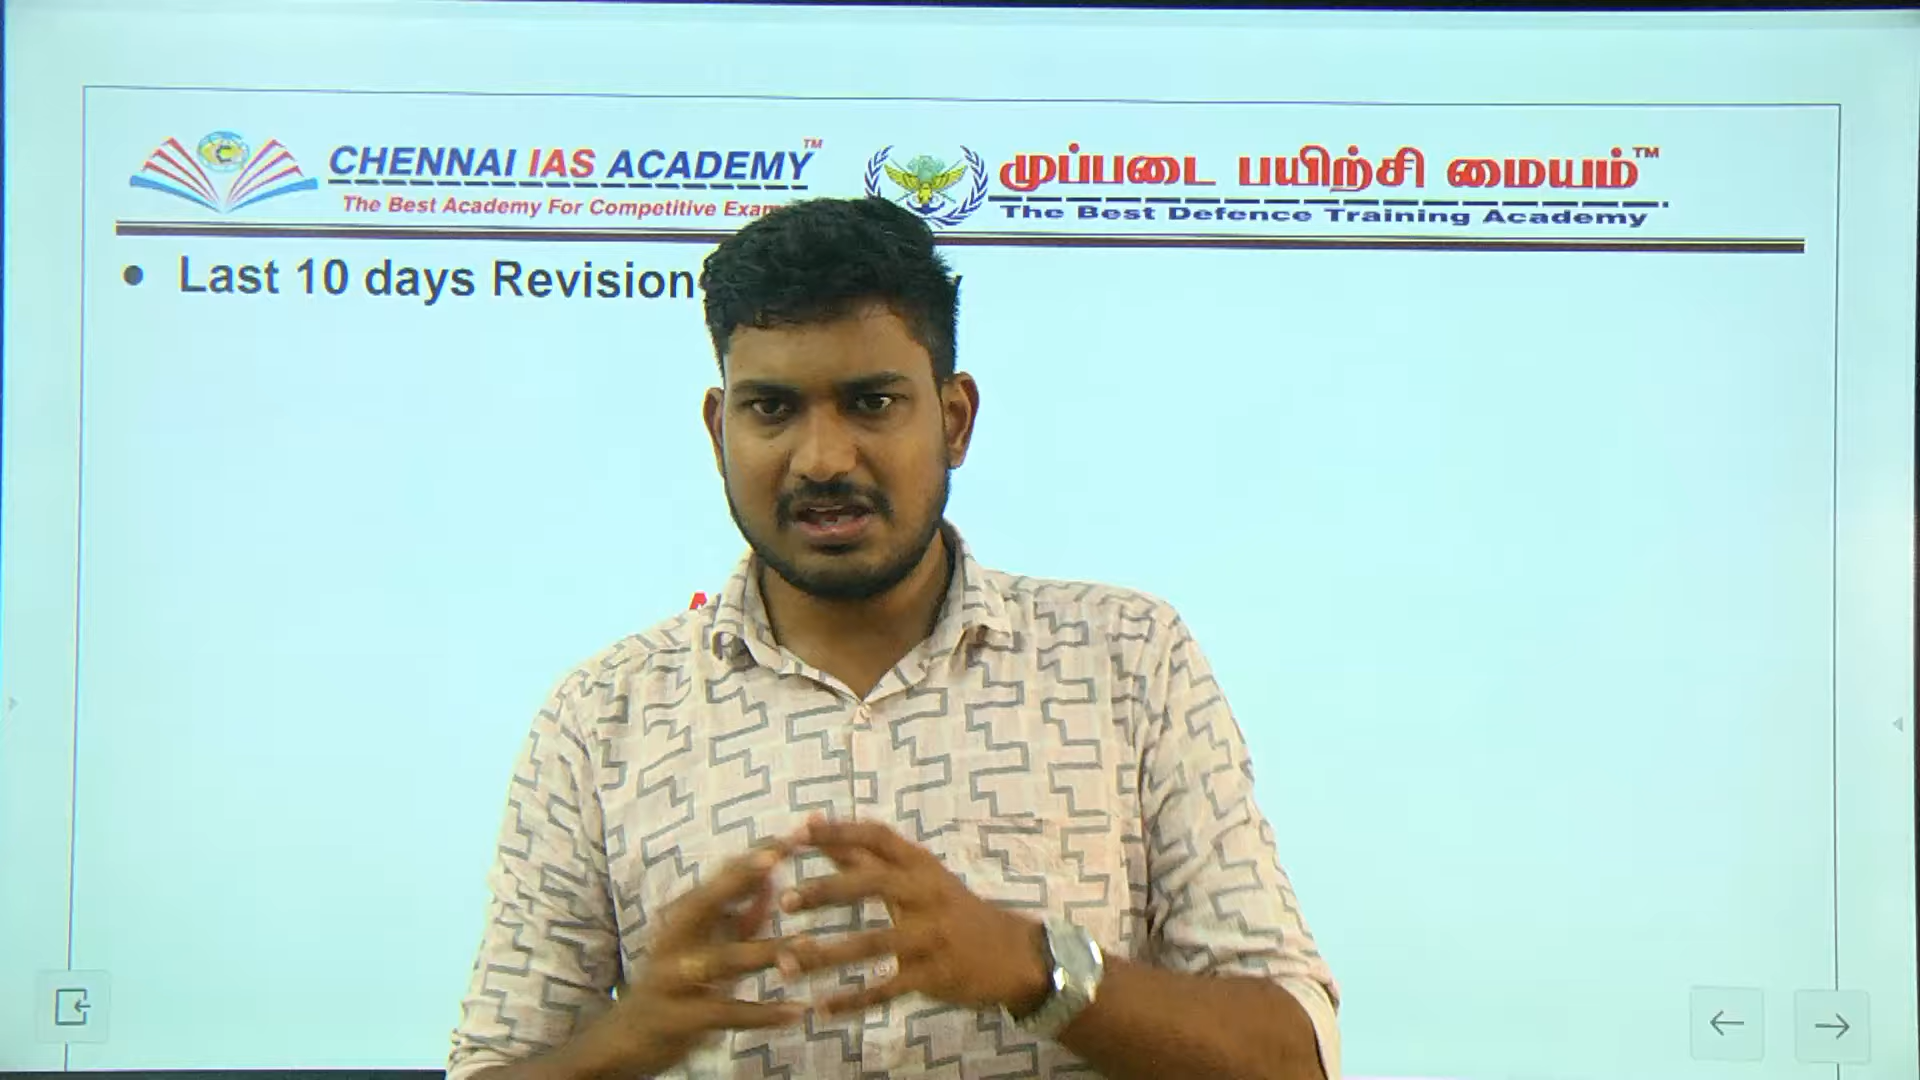 CHENNAI IAS ACADEMY™
The Best Academy For Competitive
முப்படை பயிற்சி மையம்™
The Best Defence Training Academy
● Last 10 days Revision